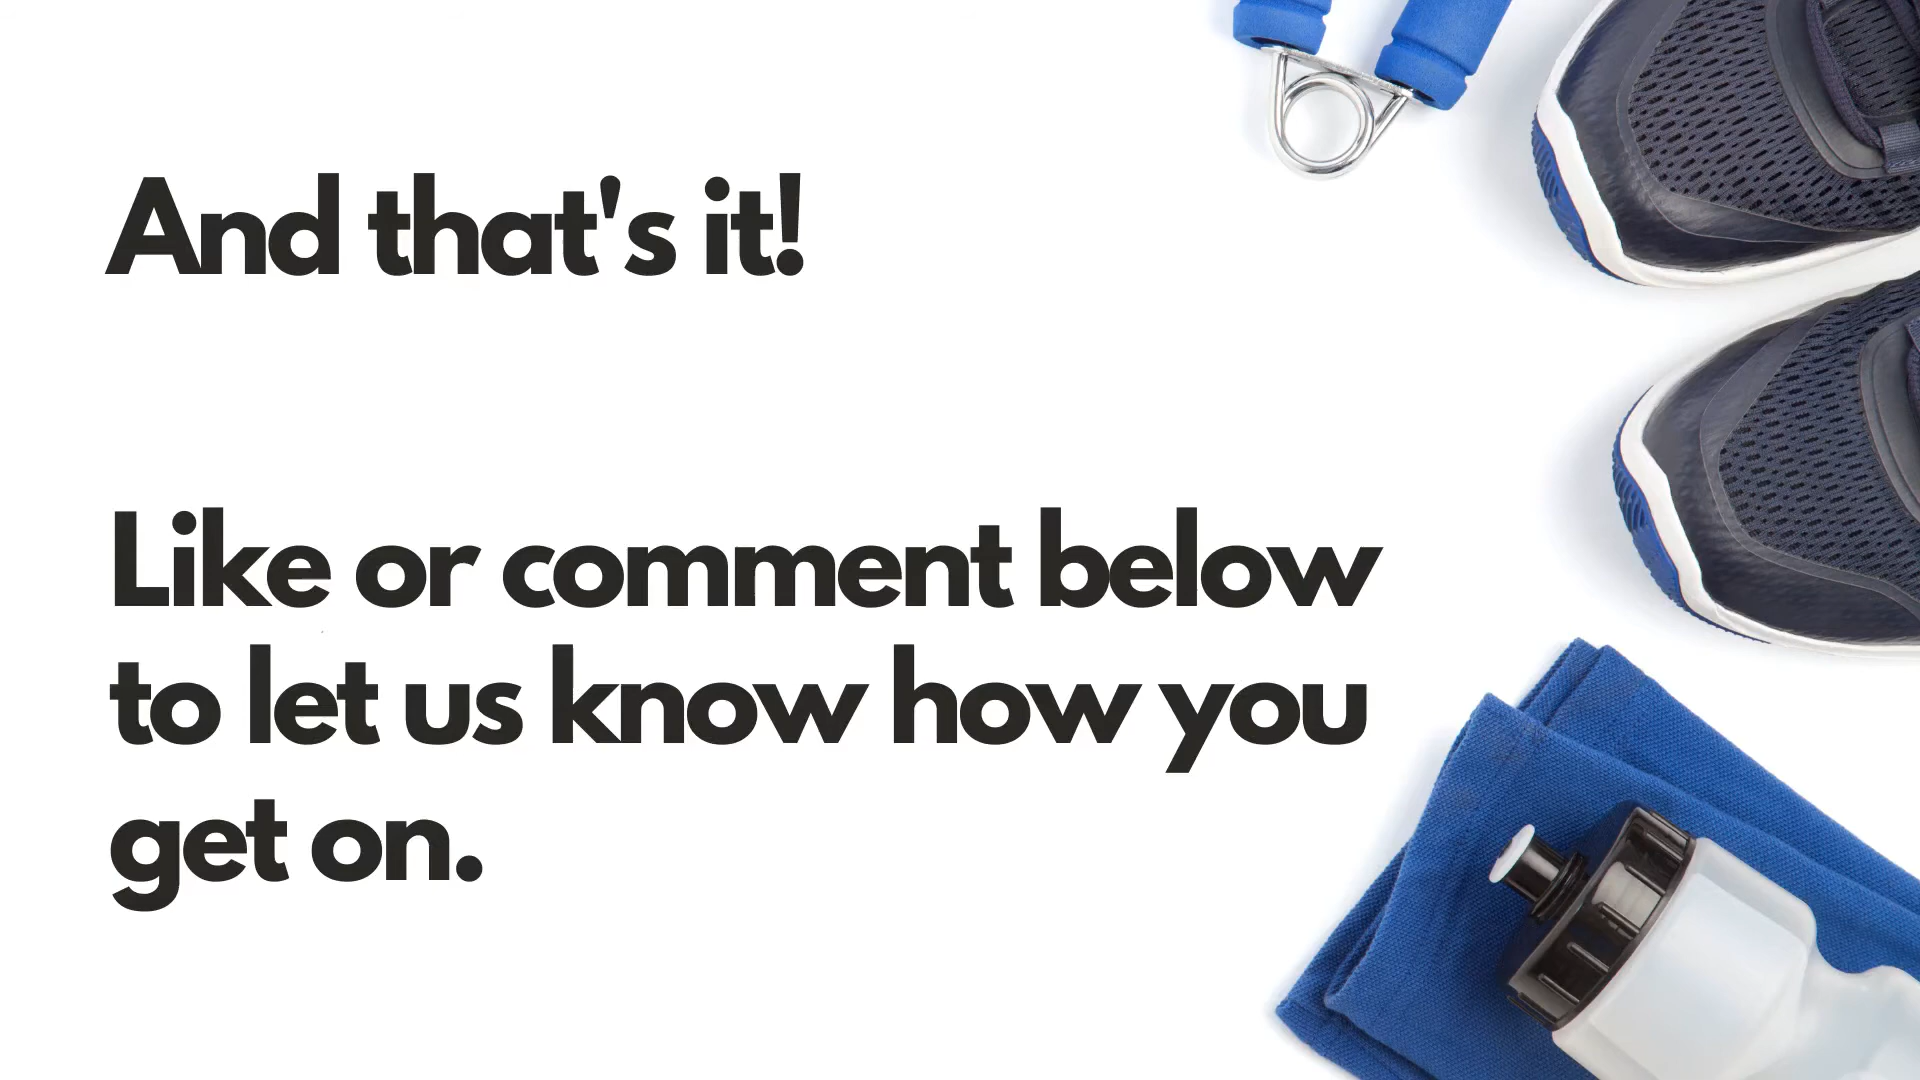 And that's it!
Like or comment below
to let us know how you
get on.